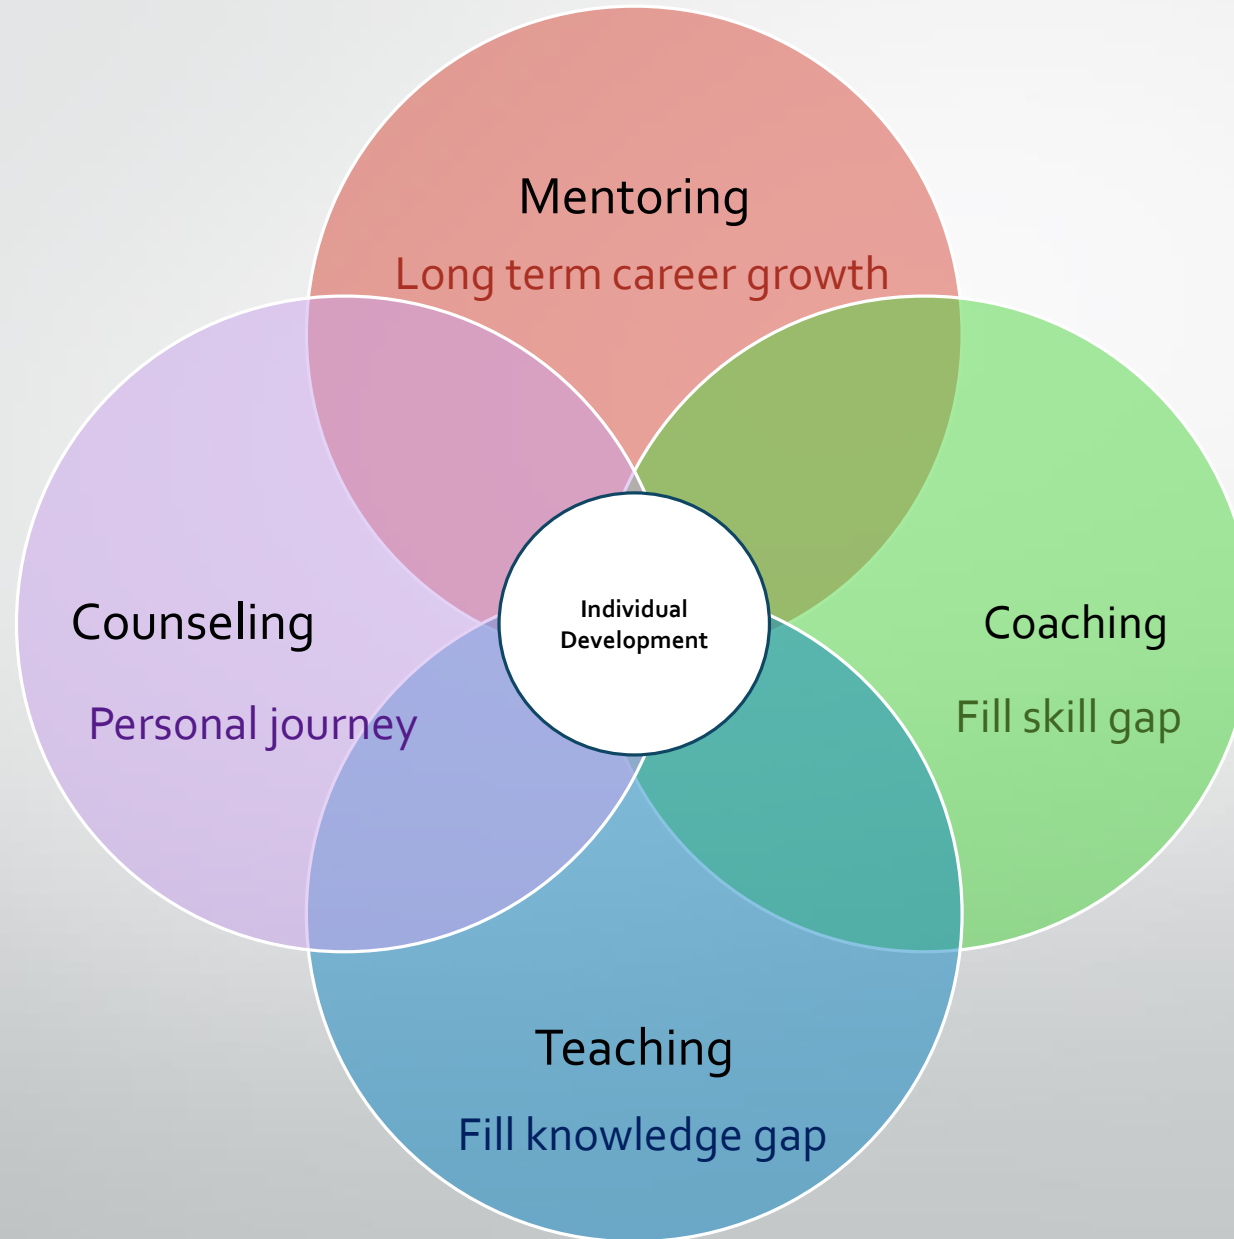 Mentoring
Long term career growth
Counseling
Personal journey
Individual
Development
Coaching
Fill skill gap
Teaching
Fill knowledge gap